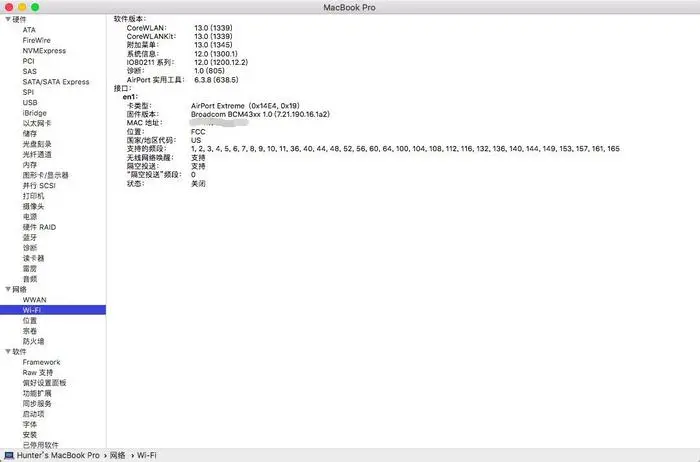 MacBook Pro
硬件
ATA
FireWire
NVMExpress
PCI
SAS
SATA/SATA Express
SPI
USB
iBridge
以太网卡
储存
光盘刻录
光纤通道
内存
图形卡/显示器
并行 SCSI
打印机
摄像头
电源
硬件 RAID
蓝牙
诊断
读卡器
雷雳
音频
网络
WWAN
Wi-Fi
位置
宗卷
防火墙
软件
Framework
Raw 支持
偏好设置面板
功能扩展
同步服务
启动项
字体
安装
已停用软件
软件版本：
CoreWLAN： 13.0 (1339)
CoreWLANKit： 13.0 (1339)
附加菜单： 13.0 (1345)
系统信息： 12.0 (1300.1)
IO80211 系列： 12.0 (1200.12.2)
诊断： 1.0 (805)
AirPort 实用工具： 6.3.8 (638.5)
接口：
en1：
卡类型： AirPort Extreme (0x14E4, 0x19)
固件版本： Broadcom BCM43xx 1.0 (7.21.190.16.1a2)
MAC 地址：
位置： FCC
国家/地区代码： US
支持的频段： 1, 2, 3, 4, 5, 6, 7, 8, 9, 10, 11, 36, 40, 44, 48, 52, 56, 60, 64, 100, 104, 108, 112, 116, 132, 136, 140, 144, 149, 153, 157, 161, 165
无线网络唤醒： 支持
隔空投送： 支持
“隔空投送”频段： 0
状态： 关闭
Hunter's MacBook Pro › 网络 › Wi-Fi